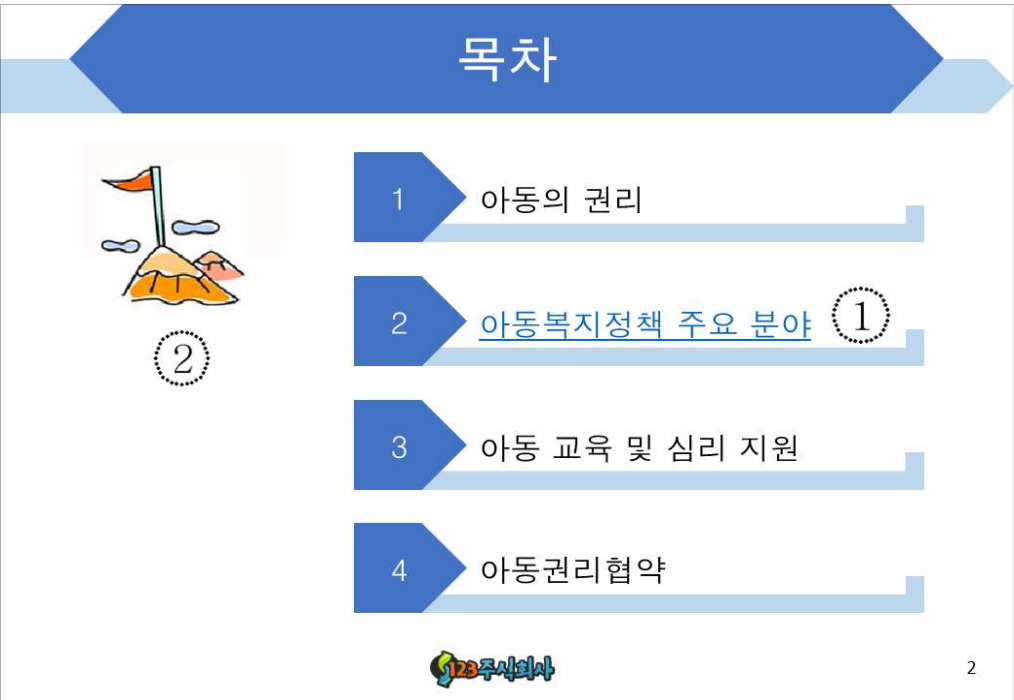 목차
1 아동의 권리
2 아동복지정책 주요 분야 ①
②
3 아동 교육 및 심리 지원
4 아동권리협약
123주식회사
2